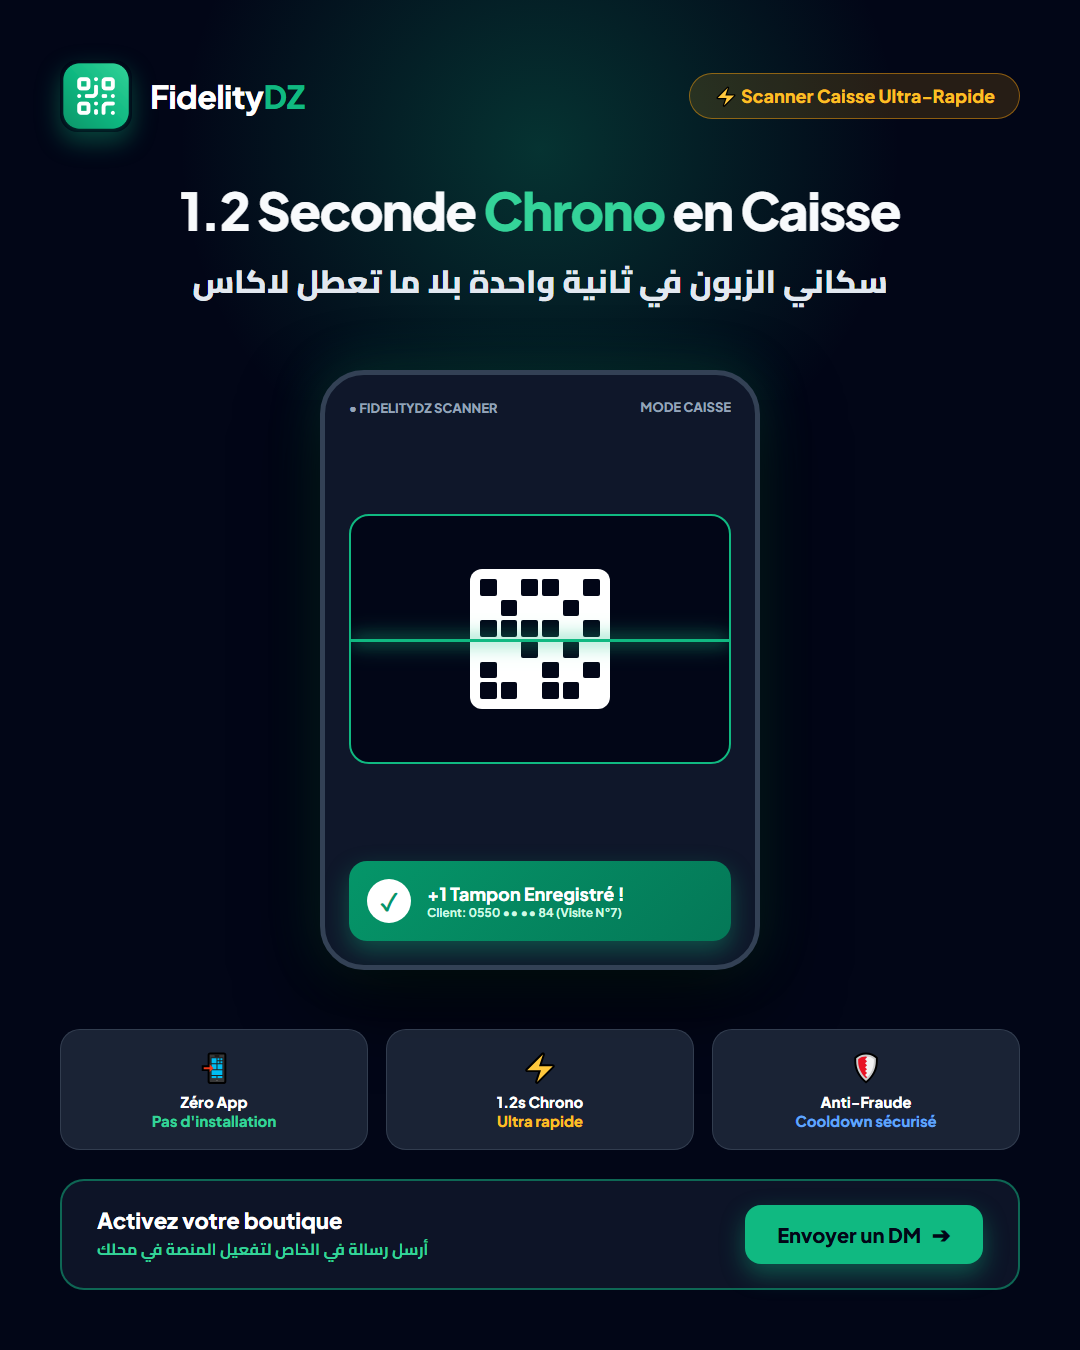 FidelityDZ
⚡ Scanner Caisse Ultra-Rapide
1.2 Seconde Chrono en Caisse
سكاني الزبون في ثانية واحدة بلا ما تعطل لاكاس
● FIDELITYDZ SCANNER
MODE CAISSE
+1 Tampon Enregistré !
Client: 0550 •• •• 84 (Visite N°7)
Zéro App
Pas d'installation
1.2s Chrono
Ultra rapide
Anti-Fraude
Cooldown sécurisé
Activez votre boutique
أرسل رسالة في الخاص لتفعيل المنصة في محلك
Envoyer un DM ➔